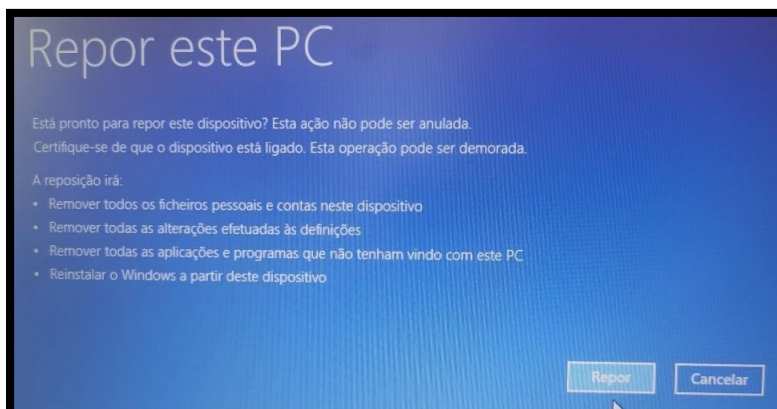 Repor este PC
Está pronto para repor este dispositivo? Esta ação não pode ser anulada.
Certifique-se de que o dispositivo está ligado. Esta operação pode ser demorada.
A reposição irá:
• Remover todos os ficheiros pessoais e contas neste dispositivo
• Remover todas as alterações efetuadas às definições
• Remover todas as aplicações e programas que não tenham vindo com este PC
• Reinstalar o Windows a partir deste dispositivo
Repor
Cancelar